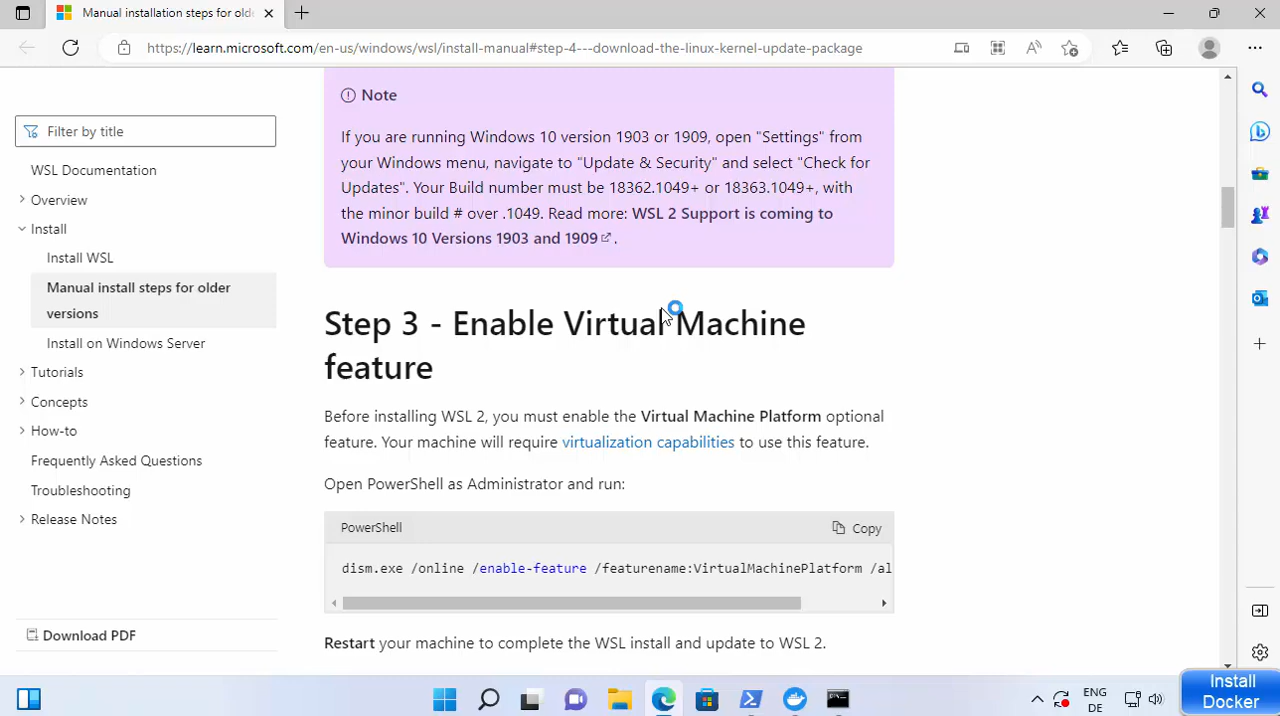 Manual installation steps for olde
https://learn.microsoft.com/en-us/windows/wsl/install-manual#step-4---download-the-linux-kernel-update-package
Filter by title
WSL Documentation
Overview
Install
Install WSL
Manual install steps for older
versions
Install on Windows Server
Tutorials
Concepts
How-to
Frequently Asked Questions
Troubleshooting
Release Notes
Download PDF
Note
If you are running Windows 10 version 1903 or 1909, open "Settings" from
your Windows menu, navigate to "Update & Security" and select "Check for
Updates". Your Build number must be 18362.1049+ or 18363.1049+, with
the minor build # over .1049. Read more: WSL 2 Support is coming to
Windows 10 Versions 1903 and 1909 .
Step 3 - Enable Virtual Machine
feature
Before installing WSL 2, you must enable the Virtual Machine Platform optional
feature. Your machine will require virtualization capabilities to use this feature.
Open PowerShell as Administrator and run:
PowerShell
Copy
dism.exe /online /enable-feature /featurename:VirtualMachinePlatform /al
Restart your machine to complete the WSL install and update to WSL 2.
ENG
DE
Install
Docker